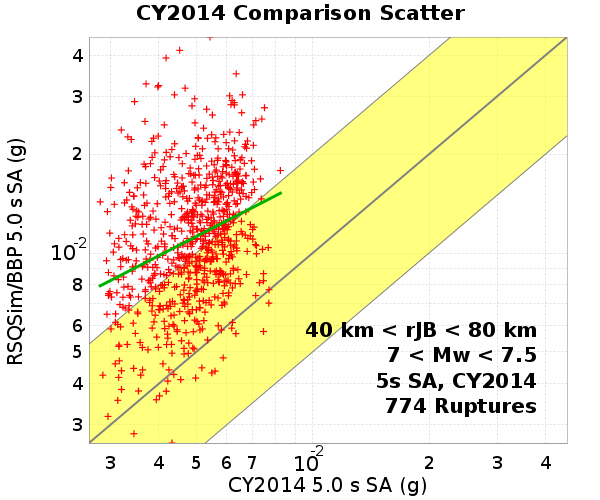 CY2014 Comparison Scatter
RSQSim/BBP 5.0 s SA (g)
4
3
2
10-2
8
6
5
4
3
40 km < rJB < 80 km
7 < Mw < 7.5
5s SA, CY2014
774 Ruptures
3 4 5 6 7 10-2 2 3 4
CY2014 5.0 s SA (g)